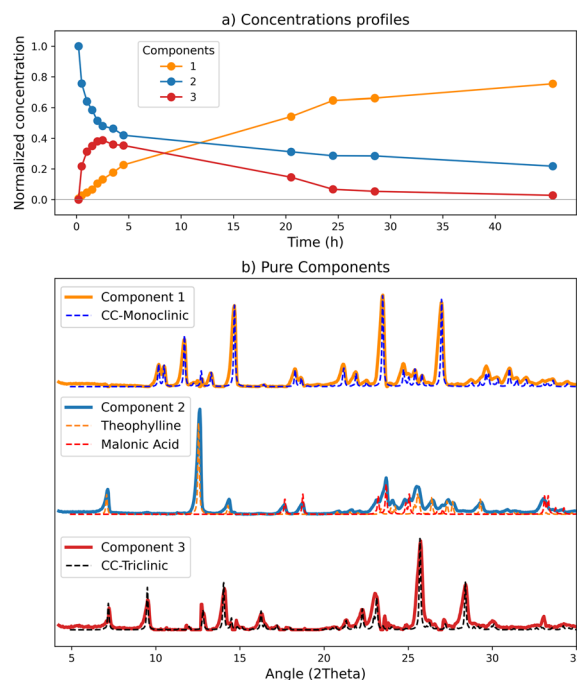 a) Concentrations profiles
Normalized concentration
1.0
0.8
0.6
0.4
0.2
0.0
Components
1
2
3
0 5 10 15 20 25 30 35 40
Time (h)
b) Pure Components
Component 1
CC-Monoclinic
Component 2
Theophylline
Malonic Acid
Component 3
CC-Triclinic
5 10 15 20 25 30 35
Angle (2Theta)